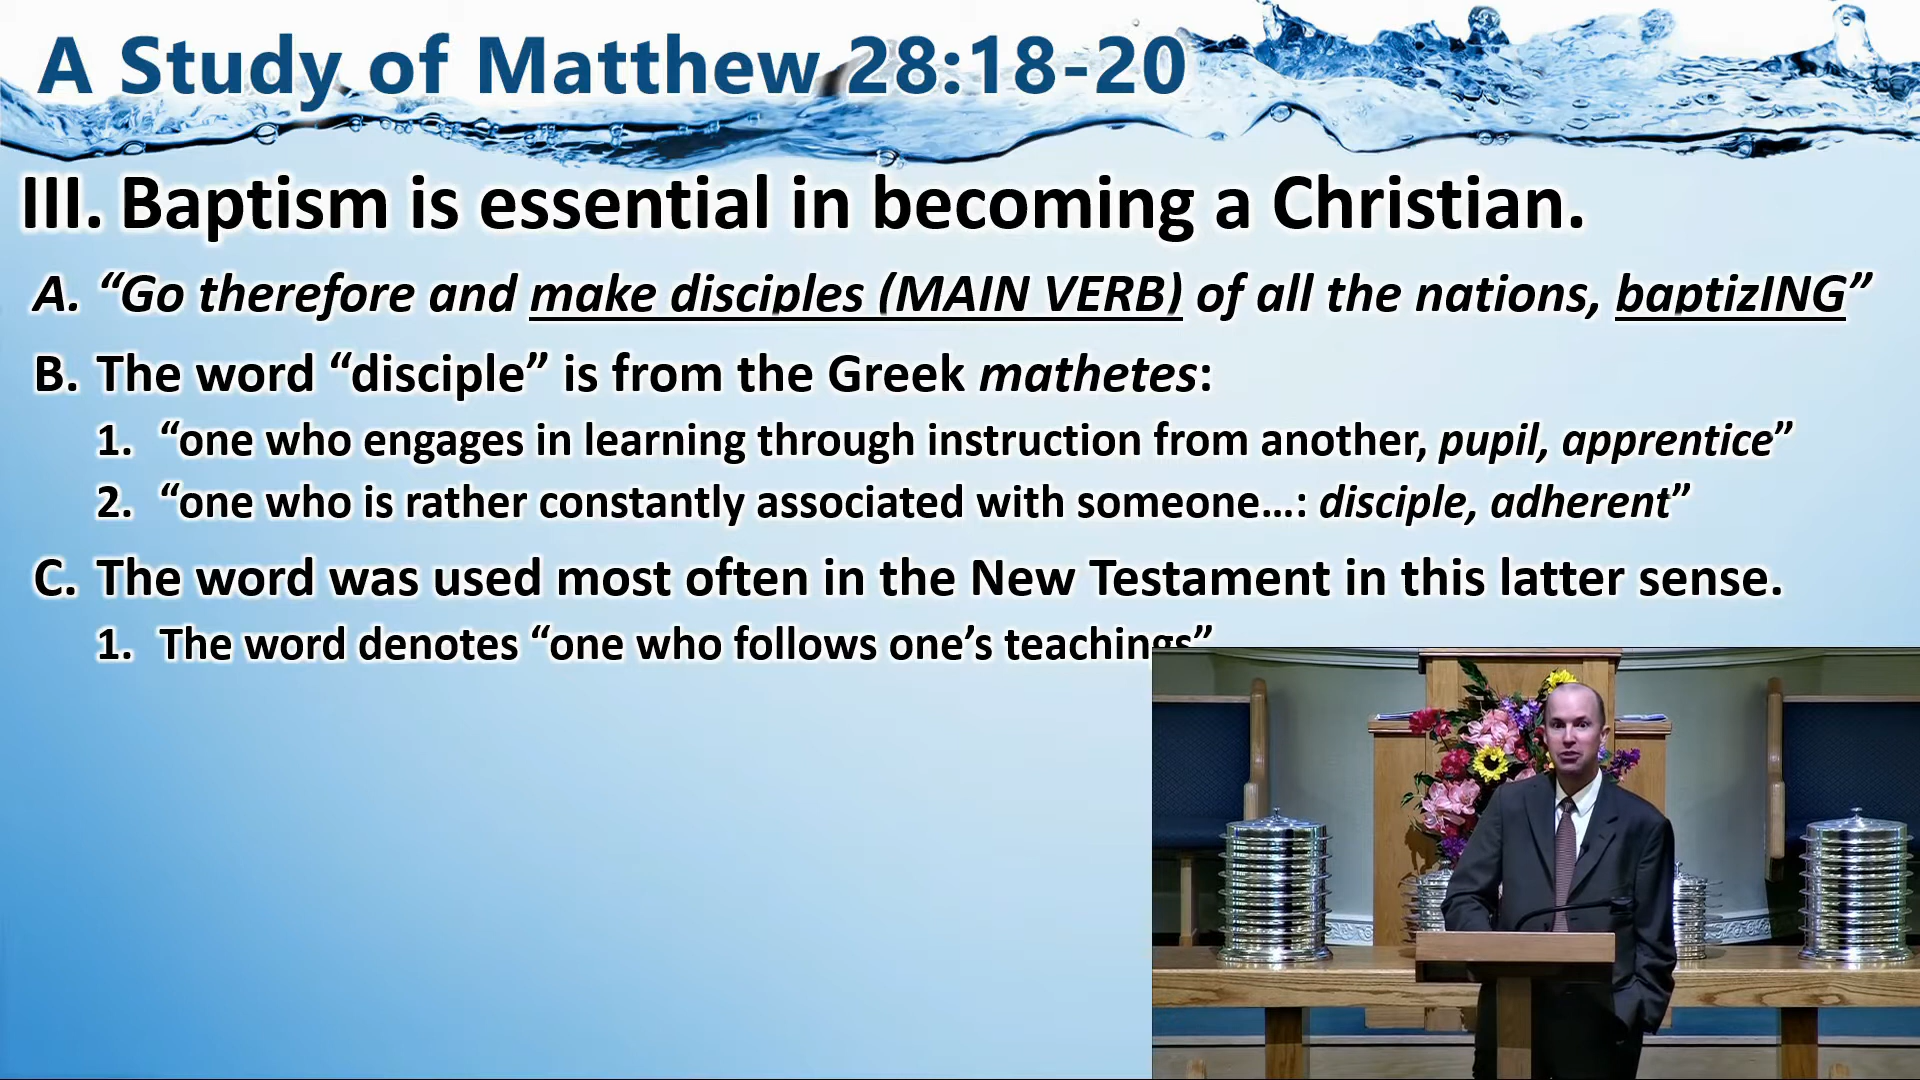 A Study of Matthew 28:18-20
III. Baptism is essential in becoming a Christian.
A. “Go therefore and make disciples (MAIN VERB) of all the nations, baptizING”
B. The word “disciple” is from the Greek mathetes:
1. “one who engages in learning through instruction from another, pupil, apprentice”
2. “one who is rather constantly associated with someone…: disciple, adherent”
C. The word was used most often in the New Testament in this latter sense.
1. The word denotes “one who follows one’s teachings”